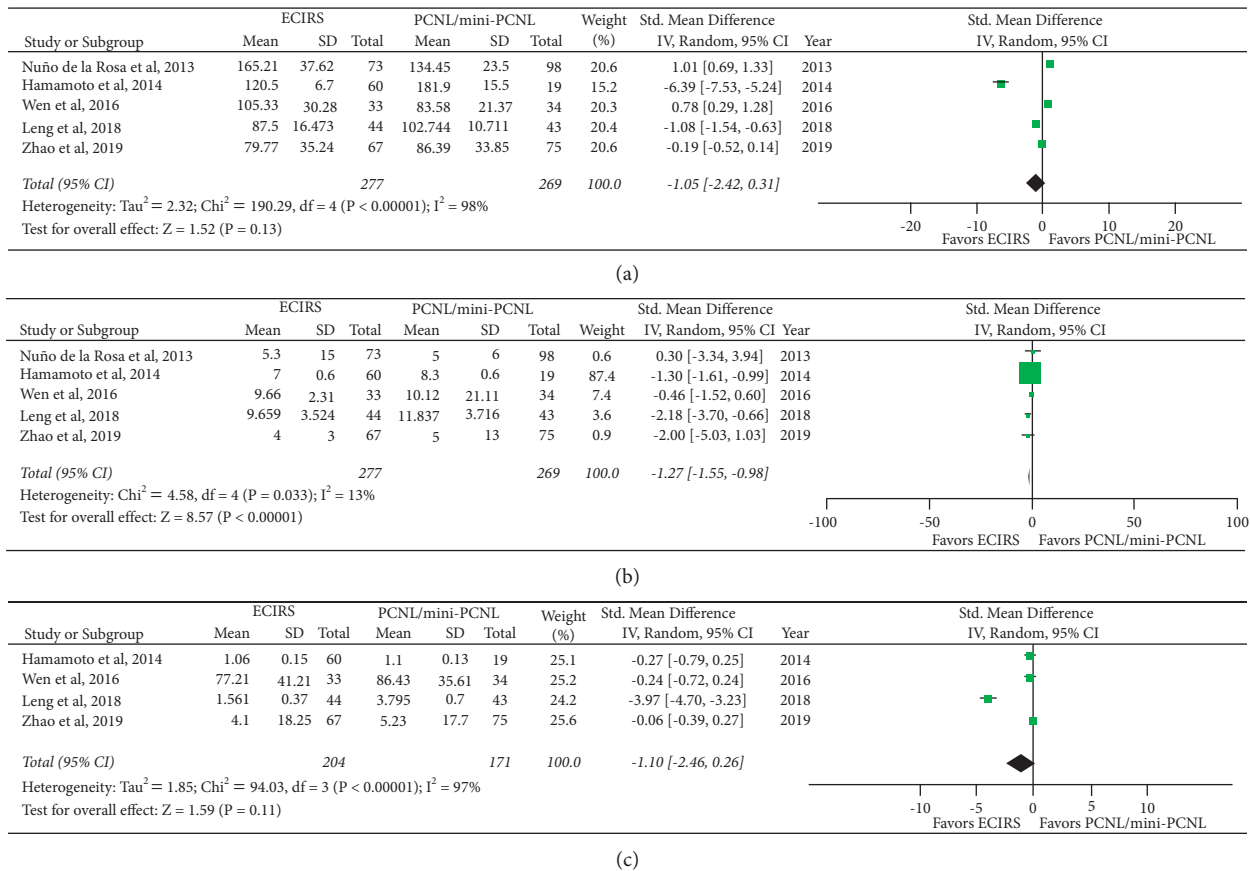 ECIRS PCNL/mini-PCNL Weight Std. Mean Difference Std. Mean Difference
Study or Subgroup Mean SD Total Mean SD Total (%) IV, Random, 95% CI Year IV, Random, 95% CI
Nuño de la Rosa et al, 2013 165.21 37.62 73 134.45 23.5 98 20.6 1.01 [0.69, 1.33] 2013
Hamamoto et al, 2014 120.5 6.7 60 181.9 15.5 19 15.2 -6.39 [-7.53, -5.24] 2014
Wen et al, 2016 105.33 30.28 33 83.58 21.37 34 20.3 0.78 [0.29, 1.28] 2016
Leng et al, 2018 87.5 16.473 44 102.744 10.711 43 20.4 -1.08 [-1.54, -0.63] 2018
Zhao et al, 2019 79.77 35.24 67 86.39 33.85 75 20.6 -0.19 [-0.52, 0.14] 2019
Total (95% CI) 277 269 100.0 -1.05 [-2.42, 0.31]
Heterogeneity: Tau² = 2.32; Chi² = 190.29, df = 4 (P < 0.00001); I² = 98%
Test for overall effect: Z = 1.52 (P = 0.13)
-20 -10 0 10 20
Favors ECIRS Favors PCNL/mini-PCNL
(a)
ECIRS PCNL/mini-PCNL Std. Mean Difference Std. Mean Difference
Study or Subgroup Mean SD Total Mean SD Total Weight IV, Random, 95% CI Year IV, Random, 95% CI
Nuño de la Rosa et al, 2013 5.3 15 73 5 6 98 0.6 0.30 [-3.34, 3.94] 2013
Hamamoto et al, 2014 7 0.6 60 8.3 0.6 19 87.4 -1.30 [-1.61, -0.99] 2014
Wen et al, 2016 9.66 2.31 33 10.12 21.11 34 7.4 -0.46 [-1.52, 0.60] 2016
Leng et al, 2018 9.659 3.524 44 11.837 3.716 43 3.6 -2.18 [-3.70, -0.66] 2018
Zhao et al, 2019 4 3 67 5 13 75 0.9 -2.00 [-5.03, 1.03] 2019
Total (95% CI) 277 269 100.0 -1.27 [-1.55, -0.98]
Heterogeneity: Chi² = 4.58, df = 4 (P = 0.033); I² = 13%
Test for overall effect: Z = 8.57 (P < 0.00001)
-100 -50 0 50 100
Favors ECIRS Favors PCNL/mini-PCNL
(b)
ECIRS PCNL/mini-PCNL Weight Std. Mean Difference Std. Mean Difference
Study or Subgroup Mean SD Total Mean SD Total (%) IV, Random, 95% CI Year IV, Random, 95% CI
Hamamoto et al, 2014 1.06 0.15 60 1.1 0.13 19 25.1 -0.27 [-0.79, 0.25] 2014
Wen et al, 2016 77.21 41.21 33 86.43 35.61 34 25.2 -0.24 [-0.72, 0.24] 2016
Leng et al, 2018 1.561 0.37 44 3.795 0.7 43 24.2 -3.97 [-4.70, -3.23] 2018
Zhao et al, 2019 4.1 18.25 67 5.23 17.7 75 25.6 -0.06 [-0.39, 0.27] 2019
Total (95% CI) 204 171 100.0 -1.10 [-2.46, 0.26]
Heterogeneity: Tau² = 1.85; Chi² = 94.03, df = 3 (P < 0.00001); I² = 97%
Test for overall effect: Z = 1.59 (P = 0.11)
-10 -5 0 5 10
Favors ECIRS Favors PCNL/mini-PCNL
(c)